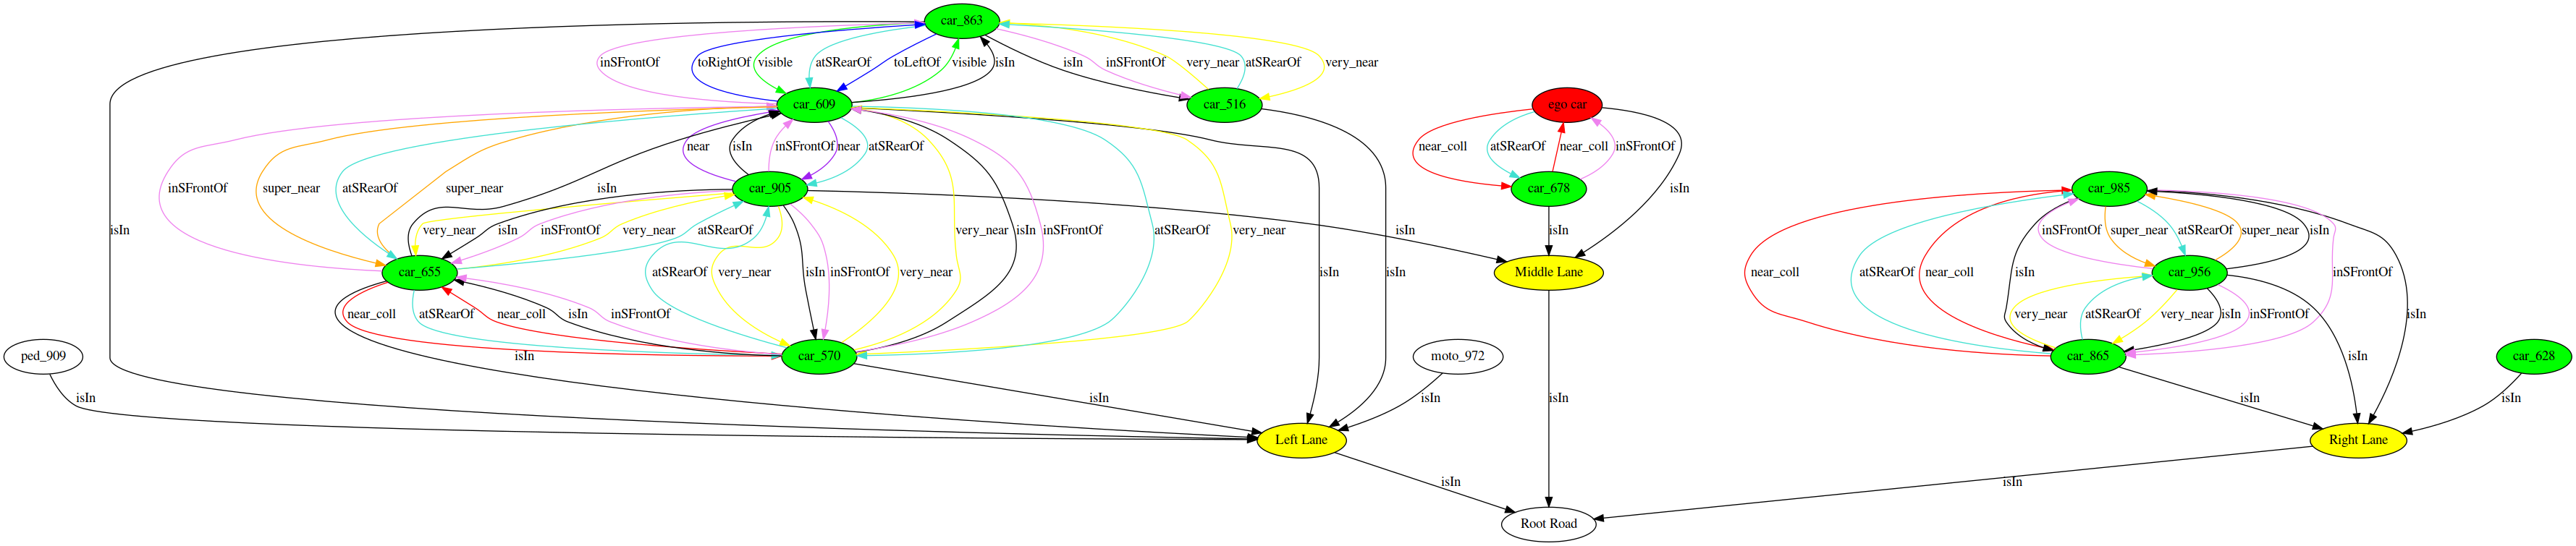 car_863
inSFrontOf
toRightOf
visible
atSRearOf
toLeftOf
visible
isIn
isIn
inSFrontOf
very_near
atSRearOf
very_near
car_609
car_516
ego car
near
isIn
inSFrontOf
near
atSRearOf
near_coll
atSRearOf
near_coll
inSFrontOf
inSFrontOf
super_near
atSRearOf
super_near
isIn
car_905
car_678
isIn
car_985
isIn
very_near
isIn
inSFrontOf
very_near
atSRearOf
very_near
isIn
inSFrontOf
atSRearOf
very_near
isIn
isIn
inSFrontOf
super_near
atSRearOf
super_near
isIn
car_655
atSRearOf
very_near
isIn
inSFrontOf
very_near
isIn
isIn
Middle Lane
near_coll
atSRearOf
near_coll
isIn
car_956
inSFrontOf
near_coll
atSRearOf
near_coll
isIn
inSFrontOf
very_near
atSRearOf
very_near
isIn
inSFrontOf
isIn
ped_909
isIn
car_570
moto_972
isIn
car_865
car_628
isIn
isIn
isIn
isIn
isIn
isIn
Left Lane
Right Lane
isIn
isIn
Root Road